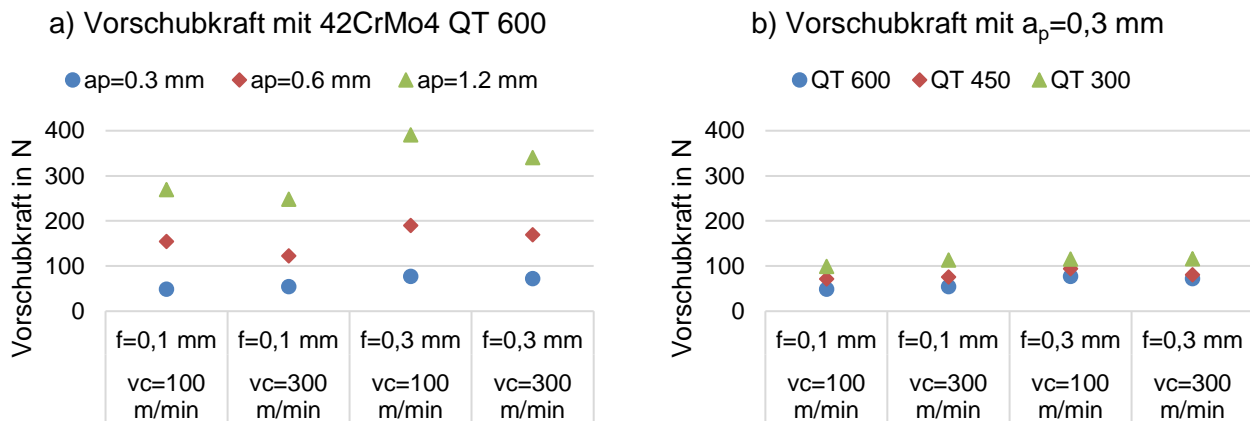 a) Vorschubkraft mit 42CrMo4 QT 600
ap=0.3 mm ap=0.6 mm ap=1.2 mm
Vorschubkraft in N
400
300
200
100
0
f=0,1 mm f=0,1 mm f=0,3 mm f=0,3 mm
vc=100 vc=300 vc=100 vc=300
m/min m/min m/min m/min
b) Vorschubkraft mit aₚ=0,3 mm
QT 600 QT 450 QT 300
Vorschubkraft in N
400
300
200
100
0
f=0,1 mm f=0,1 mm f=0,3 mm f=0,3 mm
vc=100 vc=300 vc=100 vc=300
m/min m/min m/min m/min